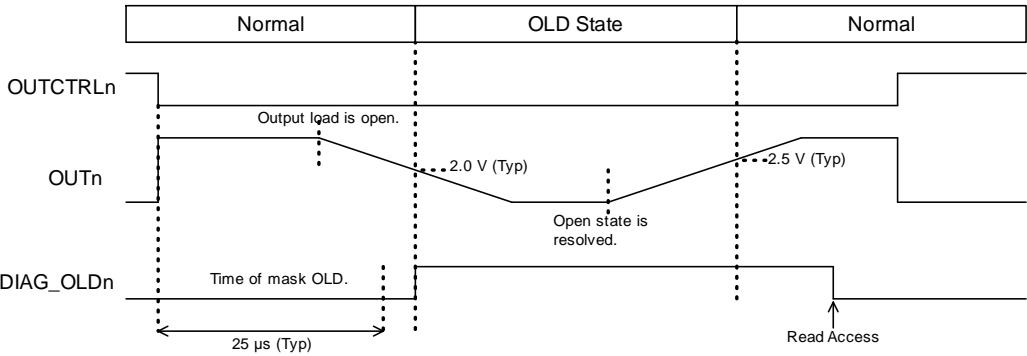 Normal
OLD State
Normal
OUTCTRLn
Output load is open.
OUTn
2.0 V (Typ)
2.5 V (Typ)
Open state is
resolved.
DIAG_OLDn
Time of mask OLD.
25 µs (Typ)
Read Access